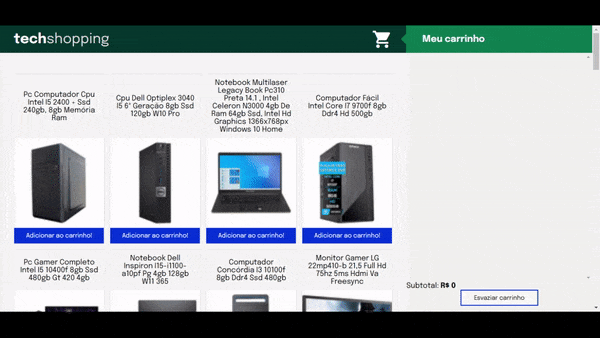 techshopping
Meu carrinho
Pc Computador Cpu
Intel I5 2400 + Ssd
240gb, 8gb Memória
Ram
Cpu Dell Optiplex 3040
I5 6° Geração 8gb Ssd
120gb W10 Pro
Notebook Multilaser
Legacy Book Pc310
Preta 14.1 , Intel
Celeron N3000 4gb De
Ram 64gb Ssd, Intel Hd
Graphics 1366x768px
Windows 10 Home
Computador Fácil
Intel Core I7 9700f 8gb
Ddr4 Hd 500gb
Adicionar ao carrinho!
Adicionar ao carrinho!
Adicionar ao carrinho!
Adicionar ao carrinho!
Pc Gamer Completo
Intel I5 10400f 8gb Ssd
480gb Gt 420 4gb
Notebook Dell
Inspiron I15-i1100-
a10pf Pg 4gb 128gb
W11 365
Computador
Concórdia I3 10100f
8gb Ddr4 Ssd 480gb
Monitor Gamer LG
22mp410-b 21,5 Full Hd
75hz 5ms Hdmi Va
Freesync
Subtotal: R$ 0
Esvaziar carrinho